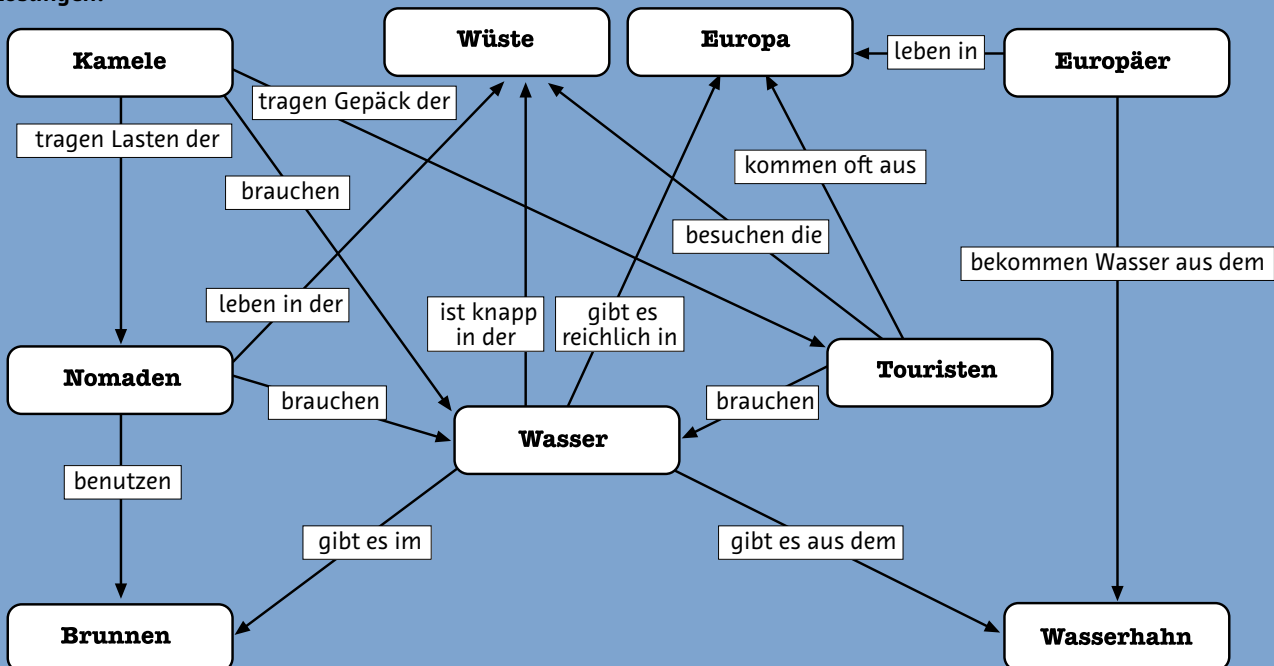 Wüste
Europa
Kamele
leben in
Europäer
tragen Gepäck der
tragen Lasten der
kommen oft aus
brauchen
besuchen die
bekommen Wasser aus dem
leben in der
ist knapp
in der
gibt es
reichlich in
Nomaden
Touristen
brauchen
brauchen
Wasser
benutzen
gibt es im
gibt es aus dem
Brunnen
Wasserhahn